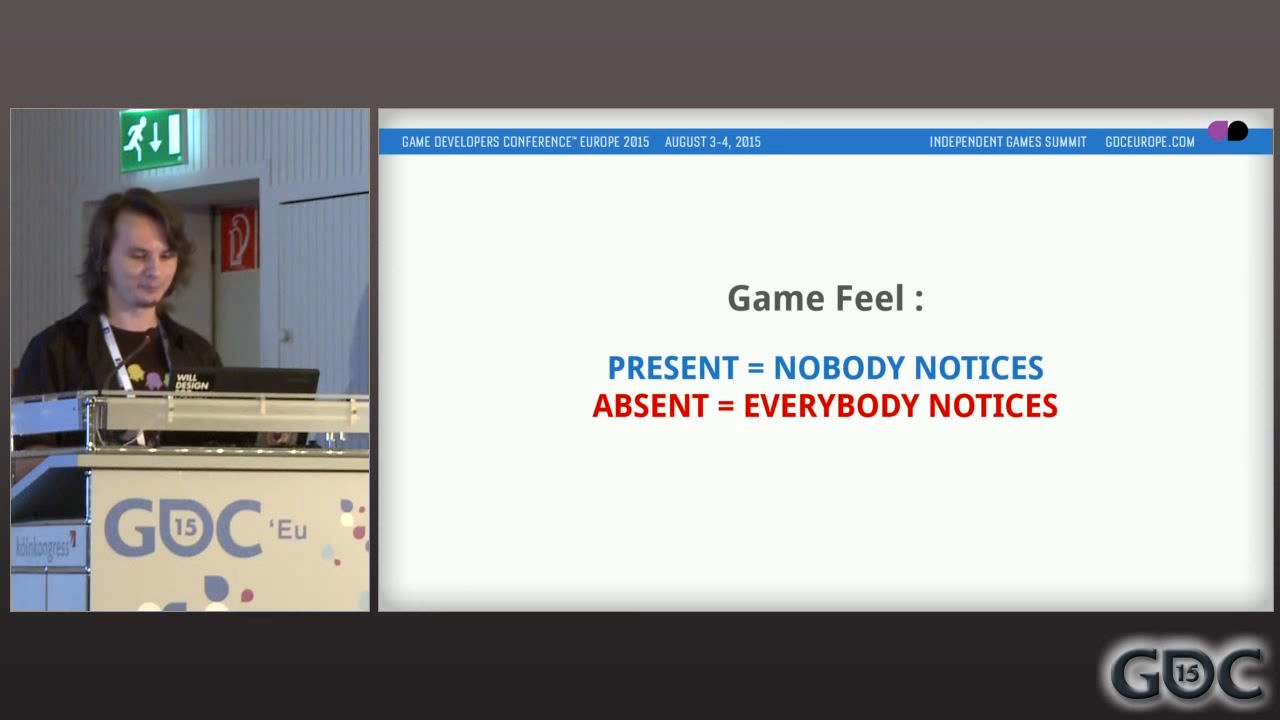 GAME DEVELOPERS CONFERENCE™ EUROPE 2015 AUGUST 3-4, 2015 INDEPENDENT GAMES SUMMIT GDCEUROPE.COM
Game Feel :
PRESENT = NOBODY NOTICES
ABSENT = EVERYBODY NOTICES
WILL
DESIGN
GDC 15 'Eu
kölnkongress
GDC 15